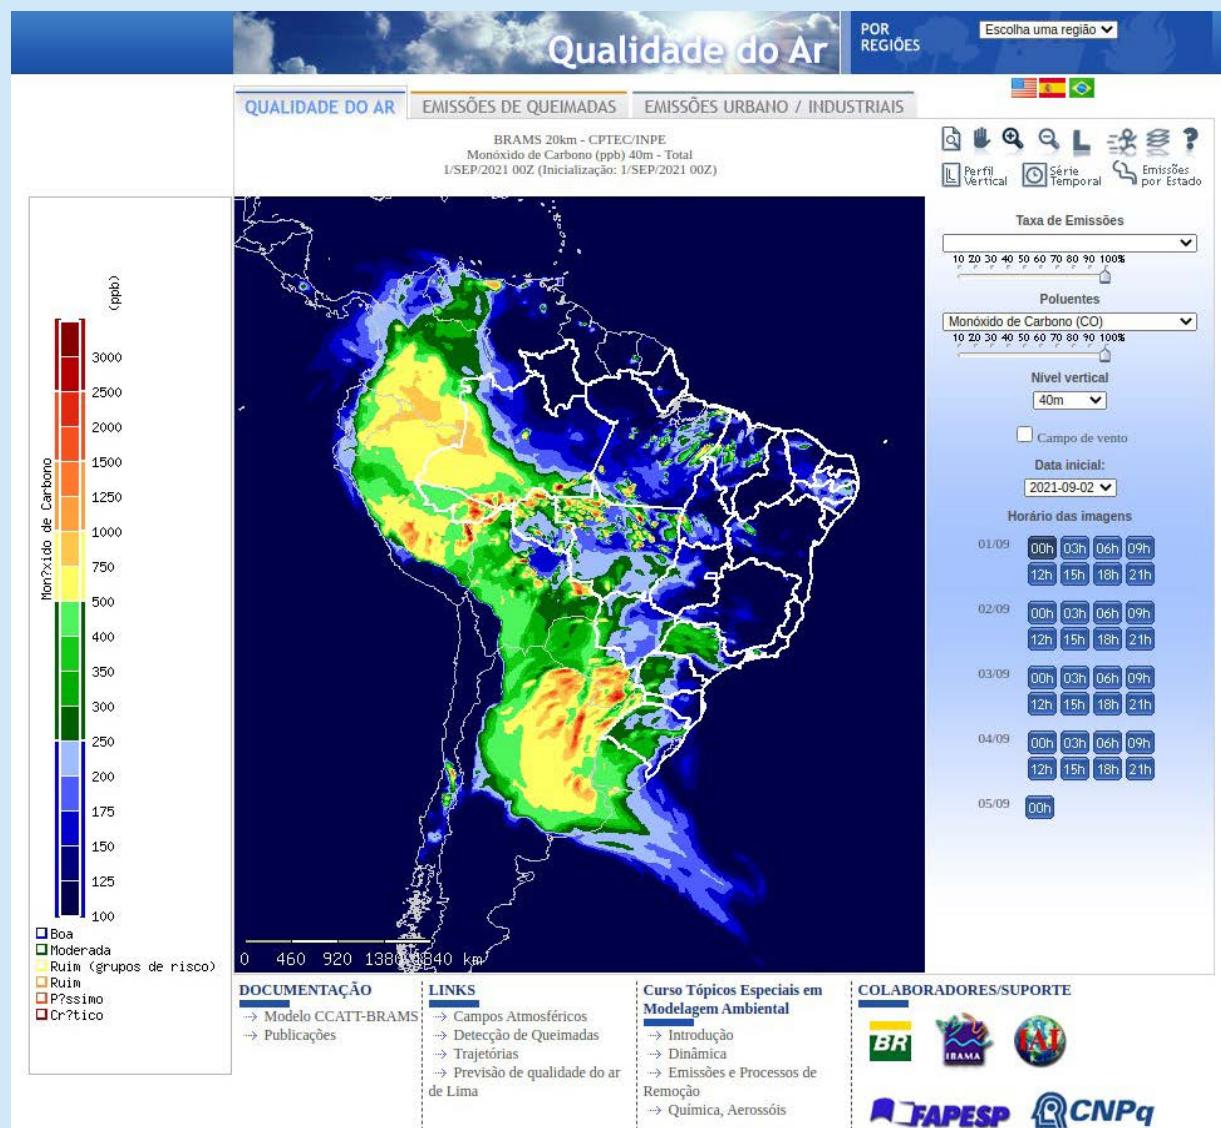 Qualidade do Ar
POR
REGIÕES
Escolha uma região
QUALIDADE DO AR
EMISSÕES DE QUEIMADAS
EMISSÕES URBANO / INDUSTRIAIS
BRAMS 20km - CPTEC/INPE
Monóxido de Carbono (ppb) 40m - Total
1/SEP/2021 00Z (Inicialização: 1/SEP/2021 00Z)
Perfil
Vertical
Série
Temporal
Emissões
por Estado
(ppb)
Mon?xido de Carbono
3000
2500
2000
1500
1250
1000
750
500
400
350
300
250
200
175
150
125
100
Boa
Moderada
Ruim (grupos de risco)
Ruim
P?ssimo
Cr?tico
0 460 920 1380 1840 km
Taxa de Emissões
10 20 30 40 50 60 70 80 90 100%
Poluentes
Monóxido de Carbono (CO)
10 20 30 40 50 60 70 80 90 100%
Nível vertical
40m
Campo de vento
Data inicial:
2021-09-02
Horário das imagens
01/09 00h 03h 06h 09h
12h 15h 18h 21h
02/09 00h 03h 06h 09h
12h 15h 18h 21h
03/09 00h 03h 06h 09h
12h 15h 18h 21h
04/09 00h 03h 06h 09h
12h 15h 18h 21h
05/09 00h
DOCUMENTAÇÃO
Modelo CCATT-BRAMS
Publicações
LINKS
Campos Atmosféricos
Detecção de Queimadas
Trajetórias
Previsão de qualidade do ar
de Lima
Curso Tópicos Especiais em
Modelagem Ambiental
Introdução
Dinâmica
Emissões e Processos de
Remoção
Química, Aerossóis
COLABORADORES/SUPORTE
BR
IBAMA
IAI
FAPESP
CNPq